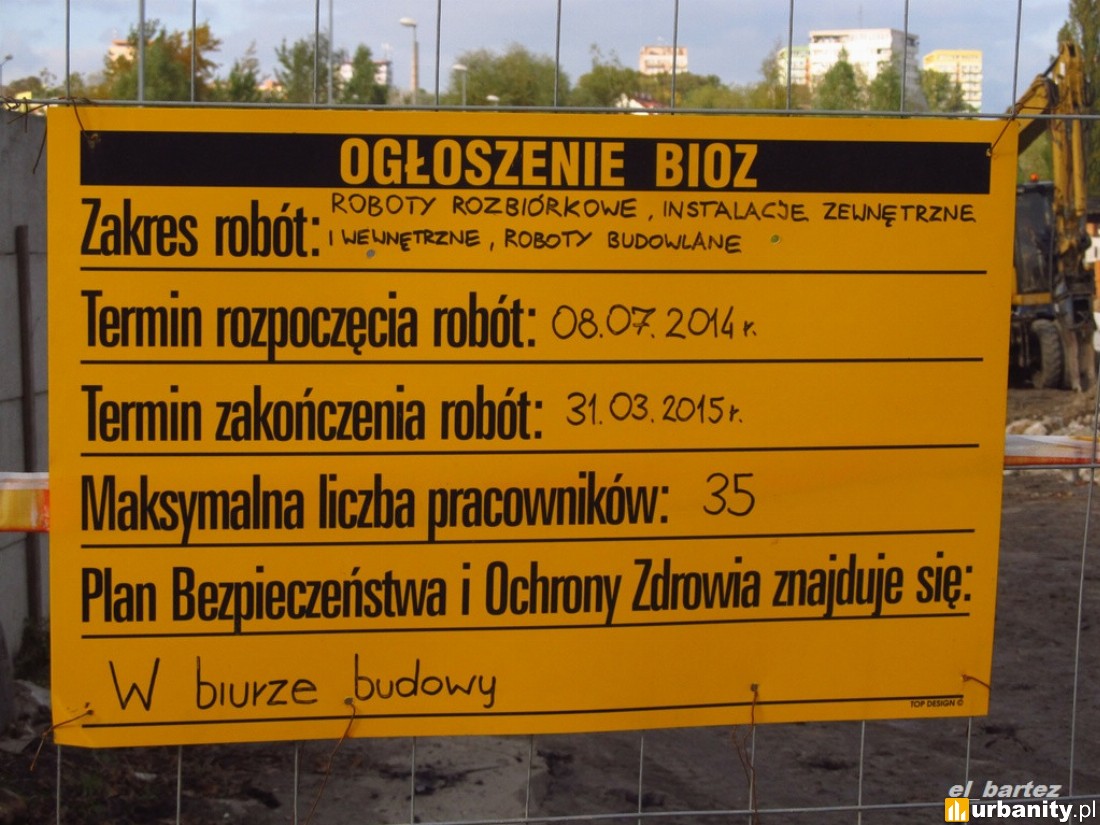 OGŁOSZENIE BIOZ
Zakres robót: ROBOTY ROZBIÓRKOWE, INSTALACJE ZEWNĘTRZNE
I WEWNĘTRZNE, ROBOTY BUDOWLANE
Termin rozpoczęcia robót: 08.07.2014 r.
Termin zakończenia robót: 31.03.2015 r.
Maksymalna liczba pracowników: 35
Plan Bezpieczeństwa i Ochrony Zdrowia znajduje się:
W biurze budowy
TOP DESIGN ©
el bartez
urbanity.pl